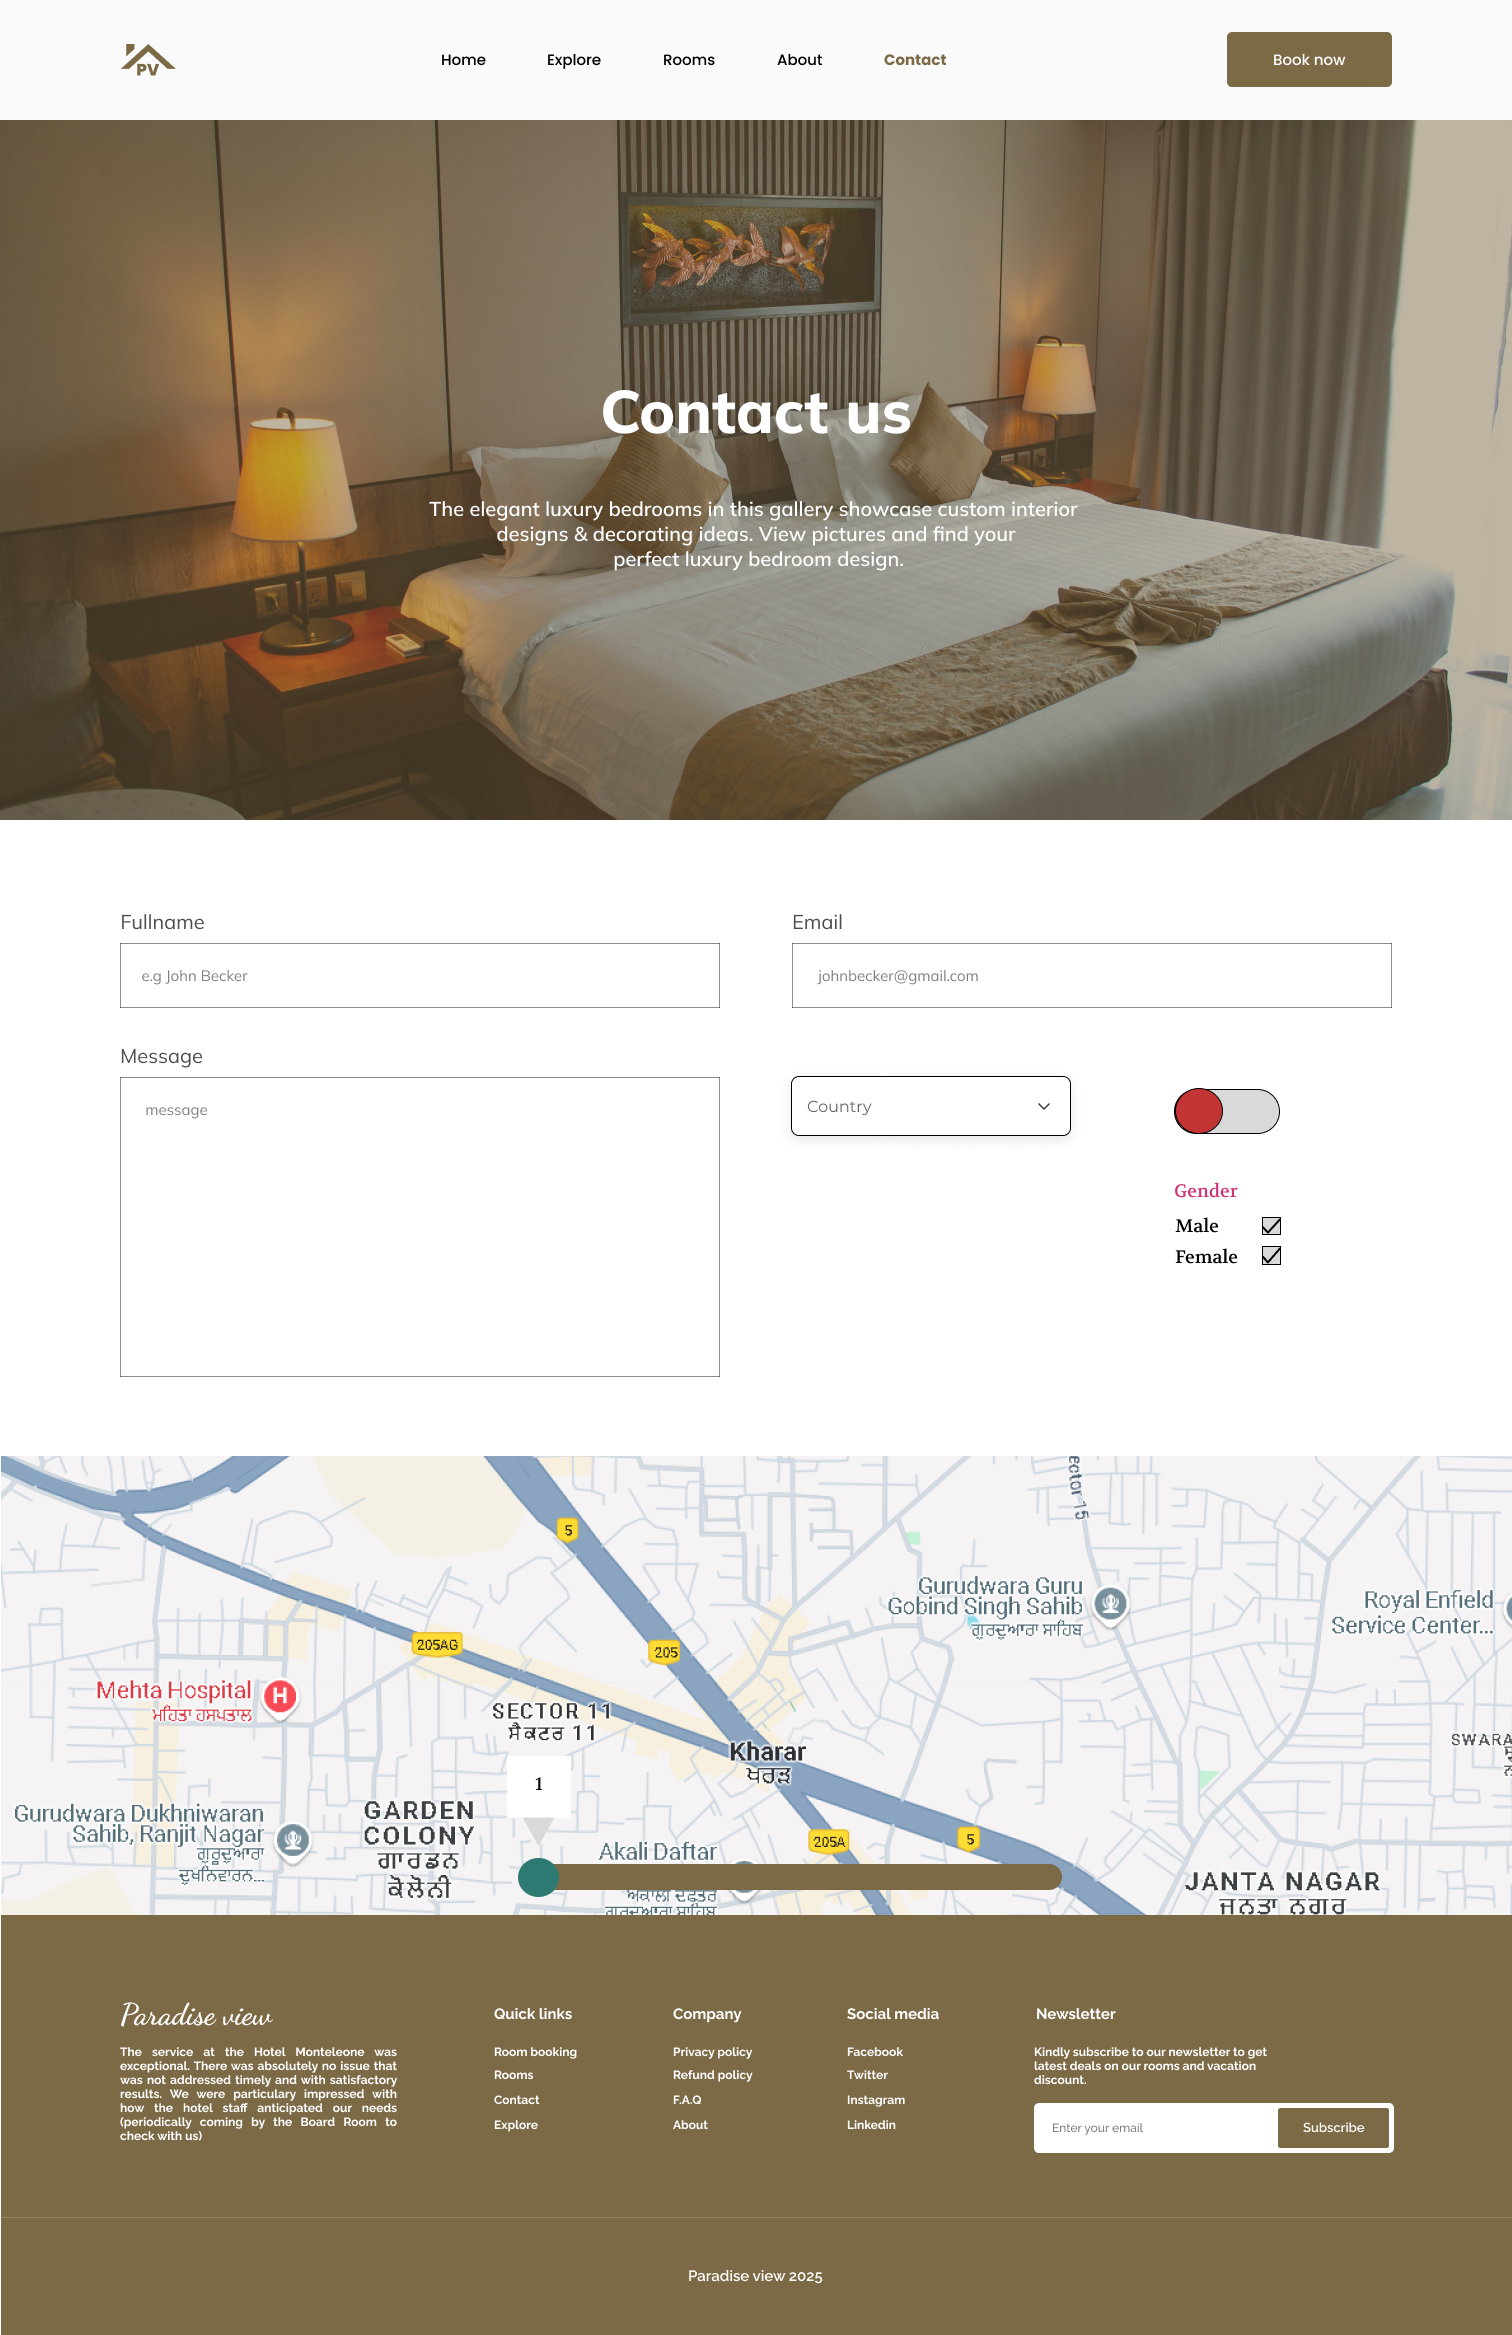 PV
Home
Explore
Rooms
About
Contact
Book now
Contact us
The elegant luxury bedrooms in this gallery showcase custom interior
designs & decorating ideas. View pictures and find your
perfect luxury bedroom design.
Fullname
e.g John Becker
Email
johnbecker@gmail.com
Message
message
Country
Gender
Male
Female
ector 15
5
Gurudwara Guru
Gobind Singh Sahib
ਗੁਰਦੁਆਰਾ ਸਾਹਿਬ
Royal Enfield
Service Center...
205AG
205
Mehta Hospital
ਮਹਿਤਾ ਹਸਪਤਾਲ
SECTOR 11
ਸੈਕਟਰ 11
Kharar
ਖਰੜ
SWARA
1
Gurudwara Dukhniwaran
Sahib, Ranjit Nagar
ਗੁਰੂਦੁਆਰਾ
ਦੁਖਨਿਵਾਰਨ...
GARDEN
COLONY
ਗਾਰਡਨ
ਕੋਲੋਨੀ
Akali Daftar
ਅਕਾਲੀ ਦਫਤਰ
ਗੁਰਦੁਆਰਾ ਸਾਹਿਬ
205A
5
JANTA NAGAR
ਜਨਤਾ ਨਗਰ
Paradise view
The service at the Hotel Monteleone was
exceptional. There was absolutely no issue that
was not addressed timely and with satisfactory
results. We were particulary impressed with
how the hotel staff anticipated our needs
(periodically coming by the Board Room to
check with us)
Quick links
Room booking
Rooms
Contact
Explore
Company
Privacy policy
Refund policy
F.A.Q
About
Social media
Facebook
Twitter
Instagram
Linkedin
Newsletter
Kindly subscribe to our newsletter to get
latest deals on our rooms and vacation
discount.
Enter your email
Subscribe
Paradise view 2025